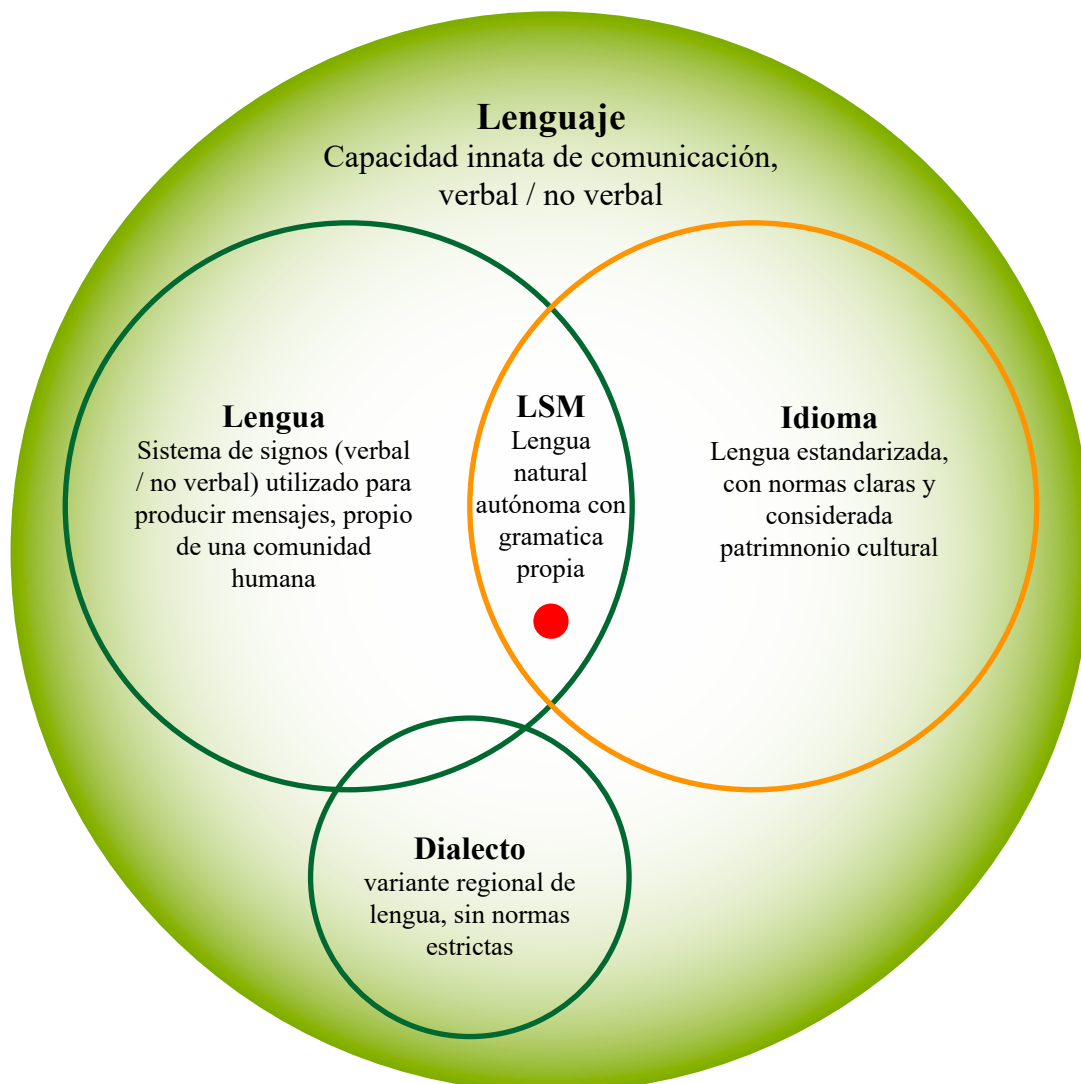 Lenguaje
Capacidad innata de comunicación,
verbal / no verbal
Lengua
Sistema de signos (verbal
/ no verbal) utilizado para
producir mensajes, propio
de una comunidad
humana
LSM
Lengua
natural
autónoma con
gramatica
propia
Idioma
Lengua estandarizada,
con normas claras y
considerada
patrimnonio cultural
Dialecto
variante regional de
lengua, sin normas
estrictas